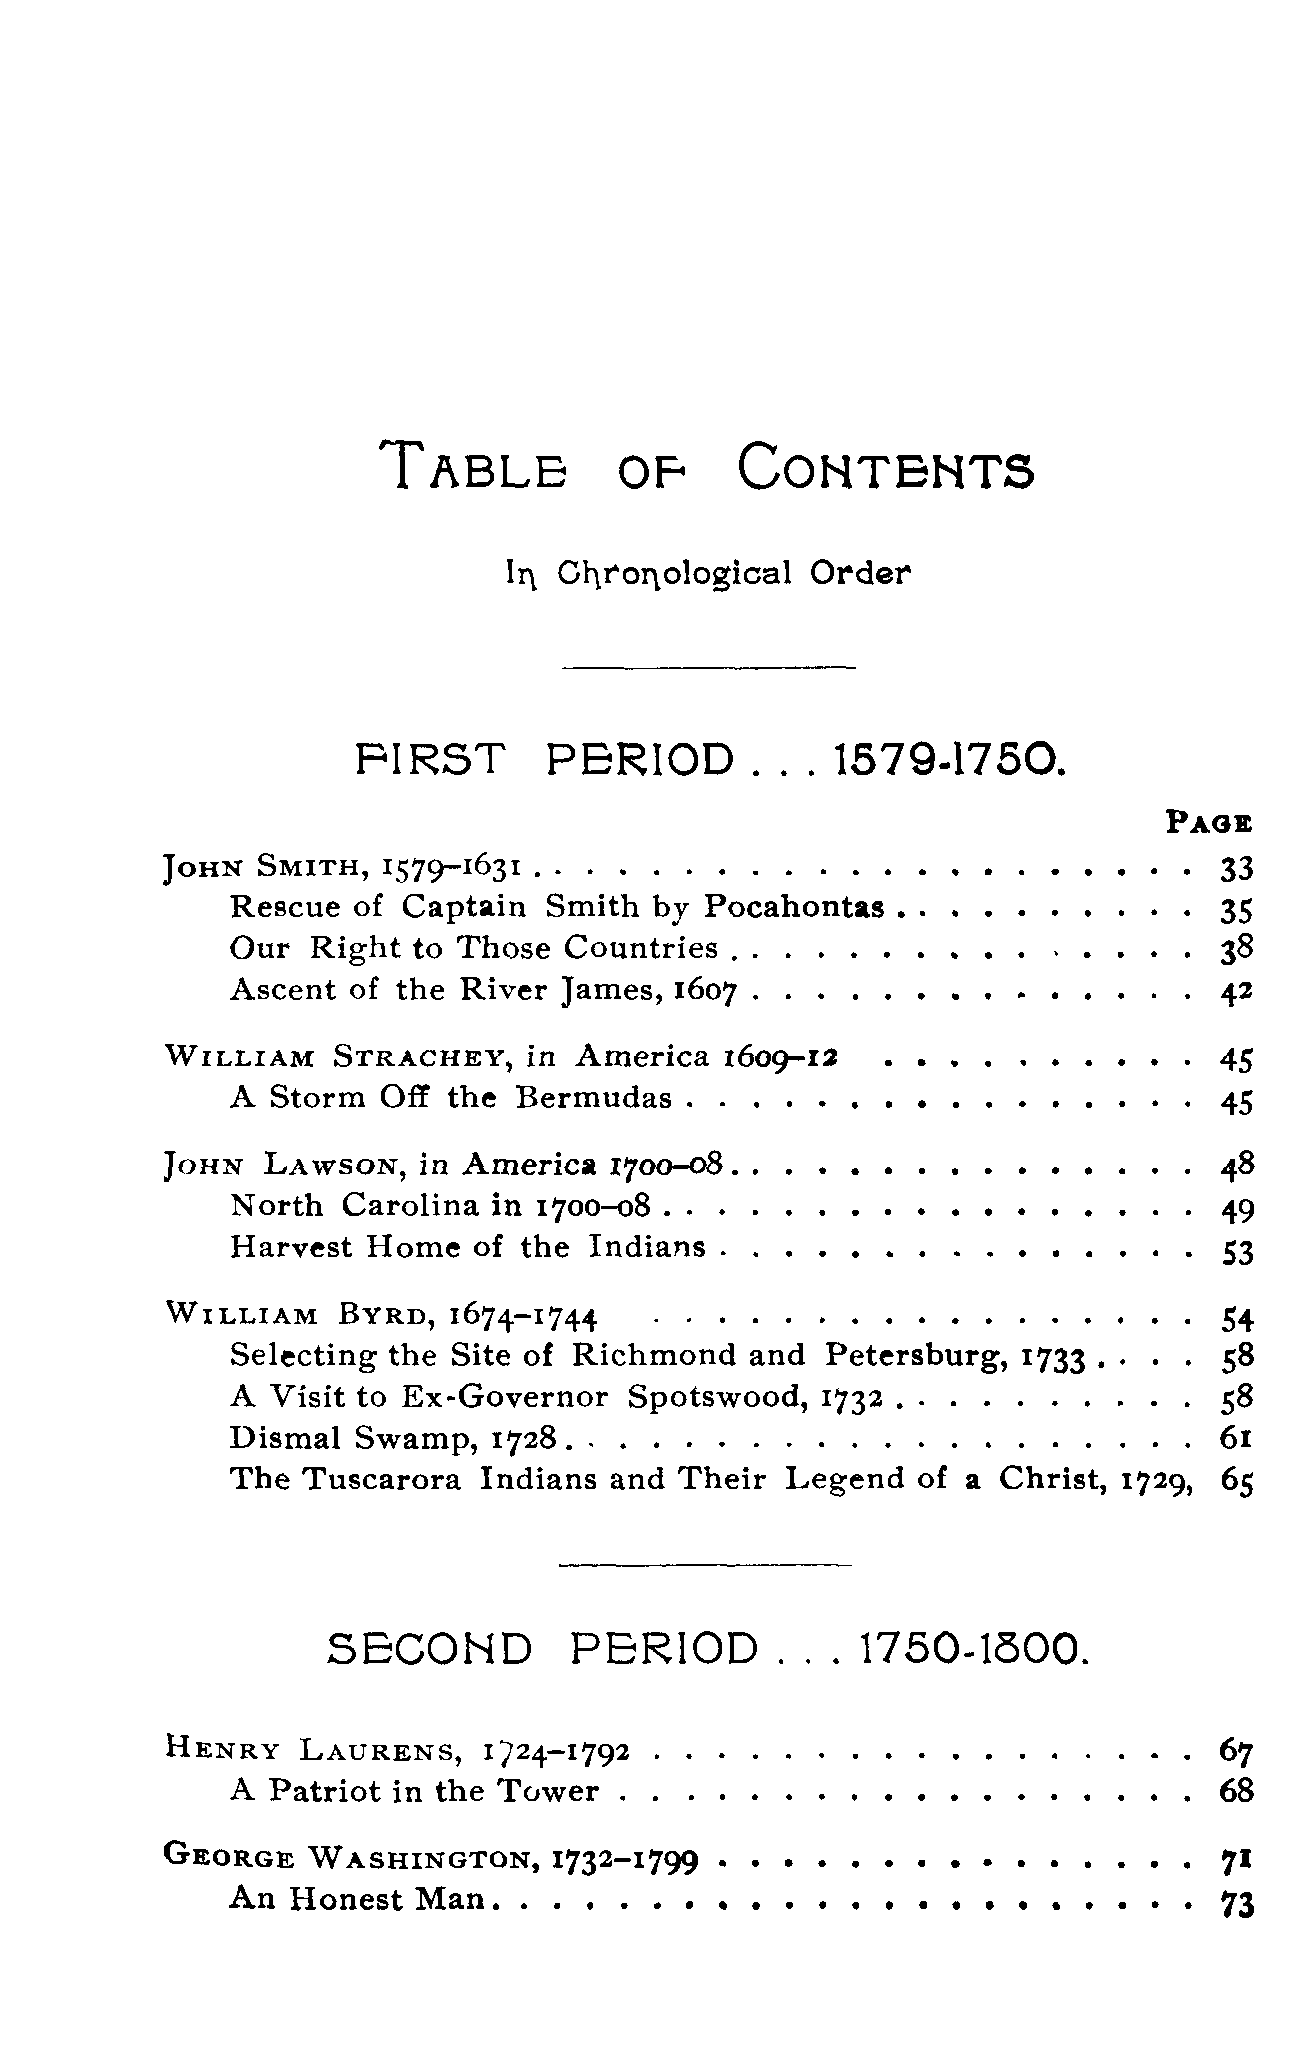 TABLE OF CONTENTS
In Chronological Order
FIRST PERIOD . . . 1579-1750.
PAGE
JOHN SMITH, 1579–1631 . . . . . . . . . . . . . . . . . . . . . 33
Rescue of Captain Smith by Pocahontas . . . . . . . . . . 35
Our Right to Those Countries . . . . . . . . . . . . . . . 38
Ascent of the River James, 1607 . . . . . . . . . . . . . . 42
WILLIAM STRACHEY, in America 1609–12 . . . . . . . . . . 45
A Storm Off the Bermudas . . . . . . . . . . . . . . . . 45
JOHN LAWSON, in America 1700–08 . . . . . . . . . . . . . . . 48
North Carolina in 1700–08 . . . . . . . . . . . . . . . . . 49
Harvest Home of the Indians . . . . . . . . . . . . . . . 53
WILLIAM BYRD, 1674–1744 . . . . . . . . . . . . . . . . . 54
Selecting the Site of Richmond and Petersburg, 1733 . . . . 58
A Visit to Ex-Governor Spotswood, 1732 . . . . . . . . . . 58
Dismal Swamp, 1728 . . . . . . . . . . . . . . . . . . . . 61
The Tuscarora Indians and Their Legend of a Christ, 1729, 65
SECOND PERIOD . . . 1750-1800.
HENRY LAURENS, 1724–1792 . . . . . . . . . . . . . . . . . 67
A Patriot in the Tower . . . . . . . . . . . . . . . . . . 68
GEORGE WASHINGTON, 1732–1799 . . . . . . . . . . . . . . . 71
An Honest Man . . . . . . . . . . . . . . . . . . . . . . 73